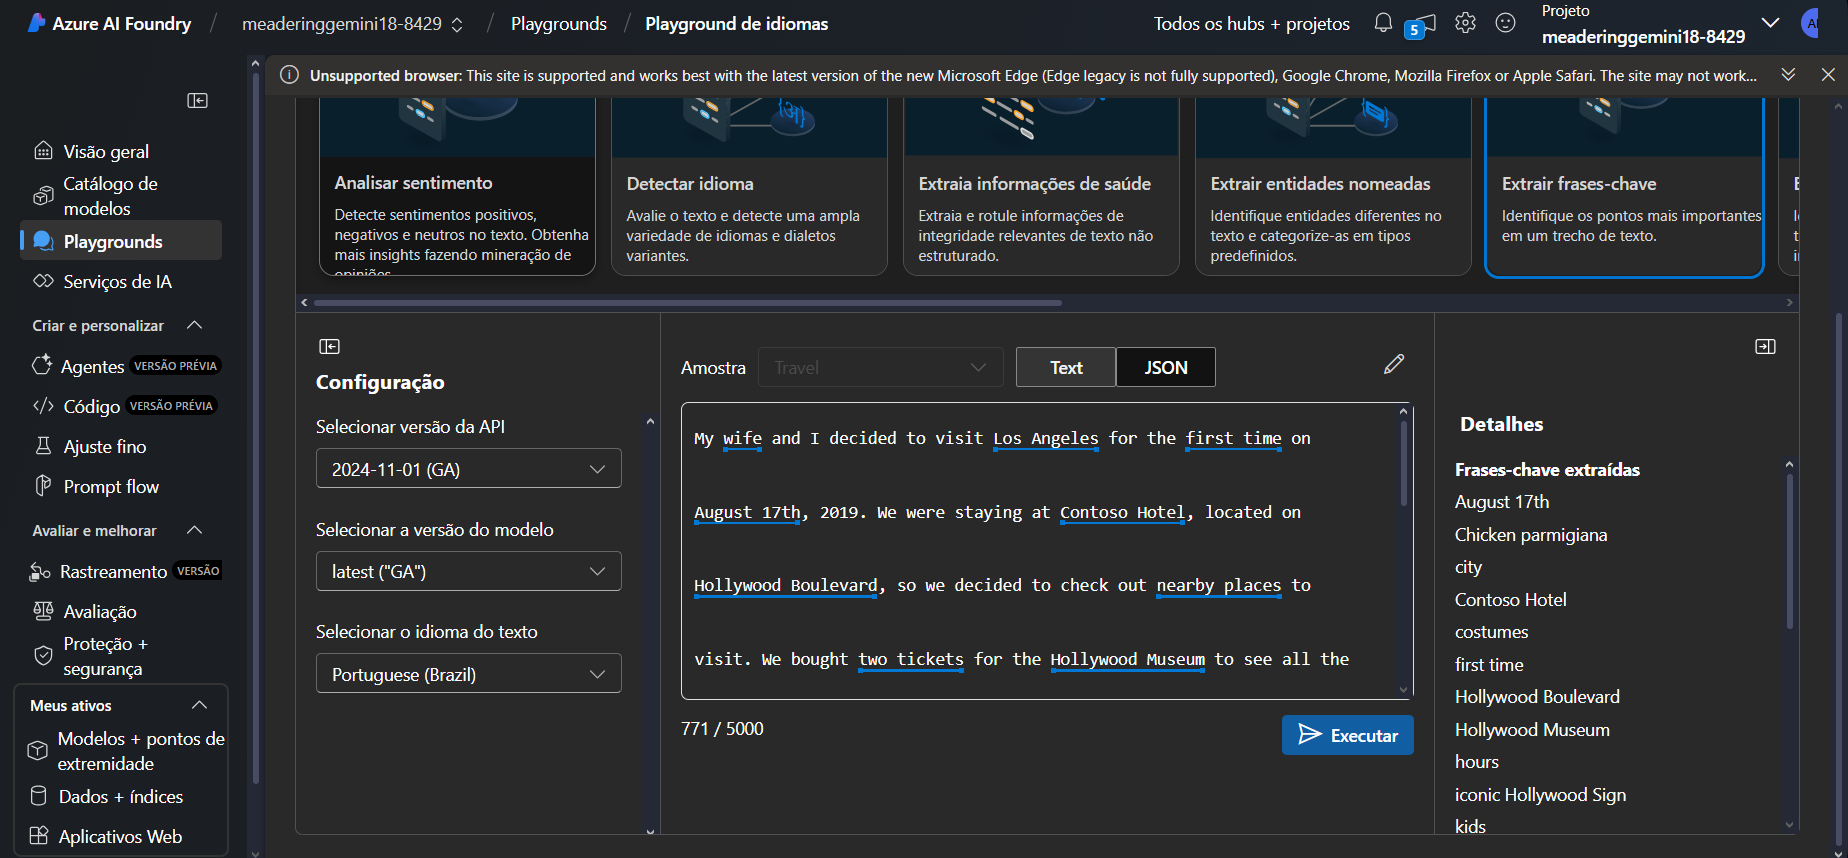 Azure AI Foundry / meaderinggemini18-8429 / Playgrounds / Playground de idiomas
Todos os hubs + projetos
5
Projeto
meaderinggemini18-8429
Unsupported browser: This site is supported and works best with the latest version of the new Microsoft Edge (Edge legacy is not fully supported), Google Chrome, Mozilla Firefox or Apple Safari. The site may not work...
Visão geral
Catálogo de
modelos
Playgrounds
Serviços de IA
Criar e personalizar
Agentes VERSÃO PRÉVIA
Código VERSÃO PRÉVIA
Ajuste fino
Prompt flow
Avaliar e melhorar
Rastreamento VERSÃO
Avaliação
Proteção +
segurança
Meus ativos
Modelos + pontos de
extremidade
Dados + índices
Aplicativos Web
Analisar sentimento
Detecte sentimentos positivos,
negativos e neutros no texto. Obtenha
mais insights fazendo mineração de
opiniões.
Detectar idioma
Avalie o texto e detecte uma ampla
variedade de idiomas e dialetos
variantes.
Extraia informações de saúde
Extraia e rotule informações de
integridade relevantes de texto não
estruturado.
Extrair entidades nomeadas
Identifique entidades diferentes no
texto e categorize-as em tipos
predefinidos.
Extrair frases-chave
Identifique os pontos mais importantes
em um trecho de texto.
Configuração
Selecionar versão da API
2024-11-01 (GA)
Selecionar a versão do modelo
latest ("GA")
Selecionar o idioma do texto
Portuguese (Brazil)
Amostra
Travel
Text
JSON
My wife and I decided to visit Los Angeles for the first time on
August 17th, 2019. We were staying at Contoso Hotel, located on
Hollywood Boulevard, so we decided to check out nearby places to
visit. We bought two tickets for the Hollywood Museum to see all the
771 / 5000
Executar
Detalhes
Frases-chave extraídas
August 17th
Chicken parmigiana
city
Contoso Hotel
costumes
first time
Hollywood Boulevard
Hollywood Museum
hours
iconic Hollywood Sign
kids